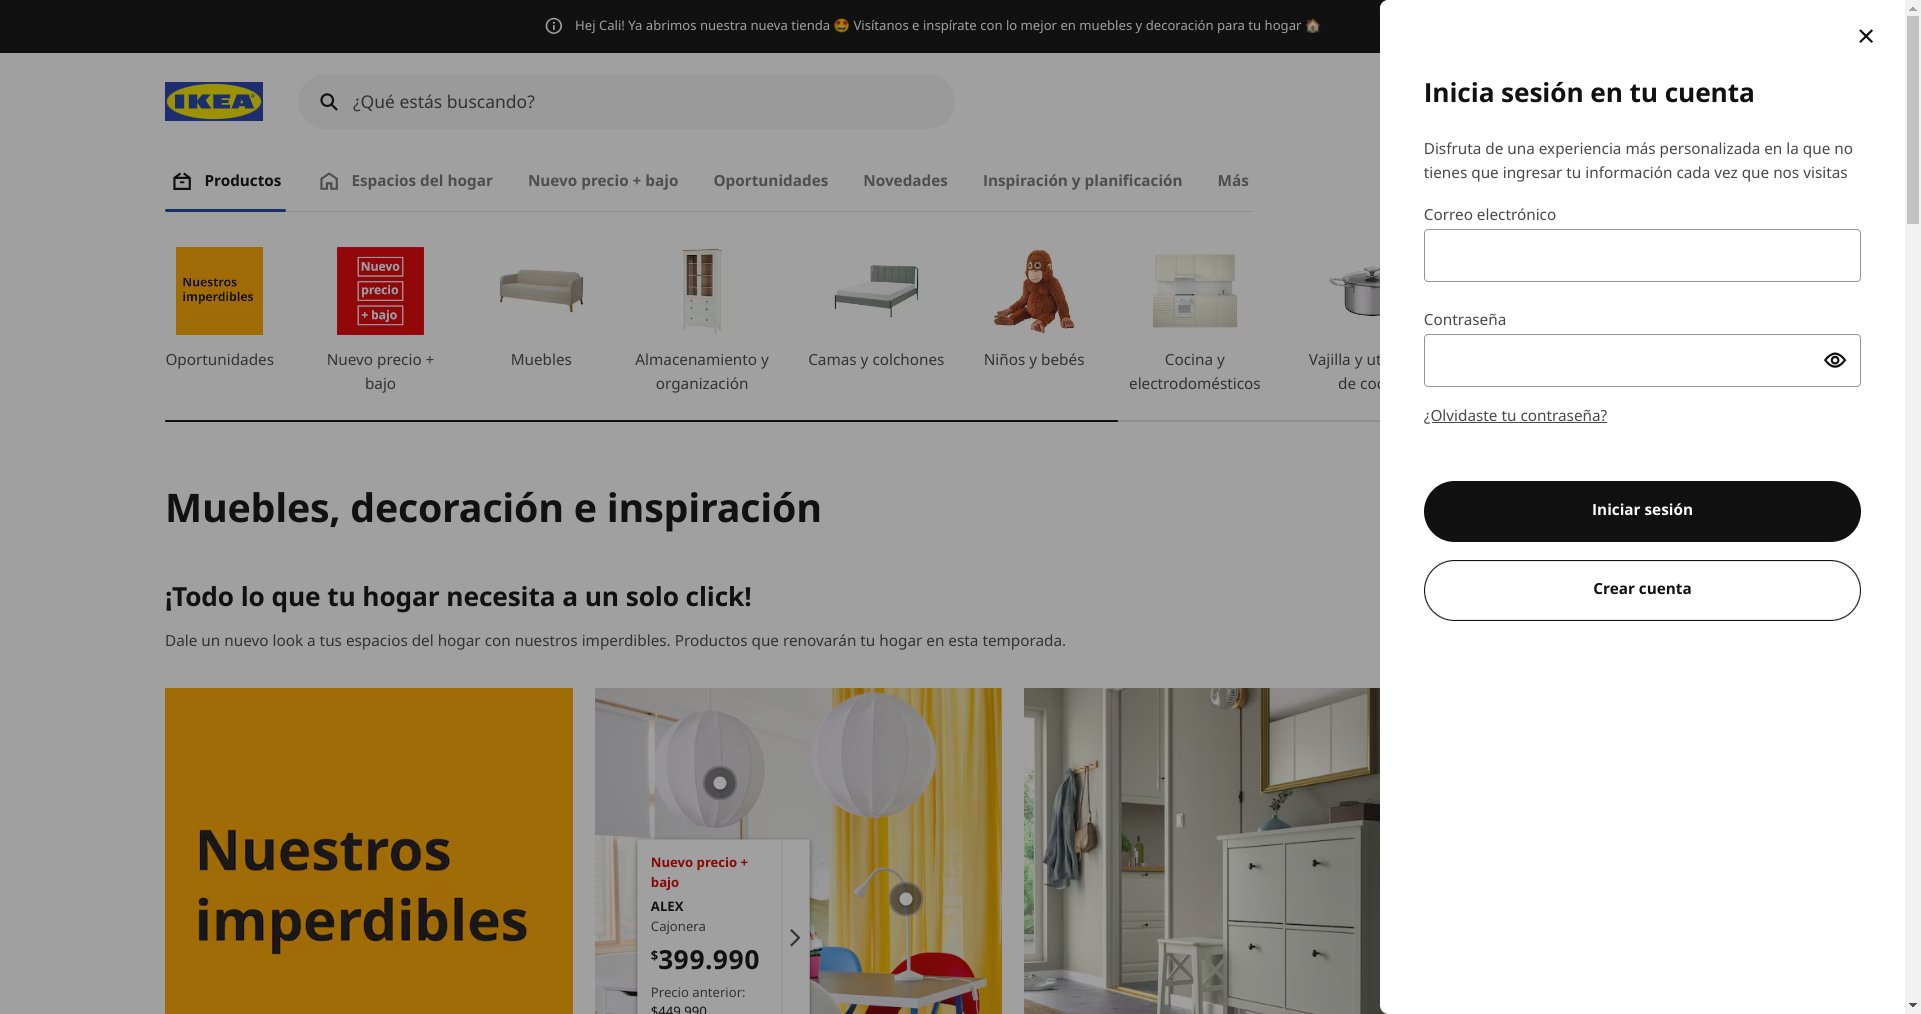 Hej Cali! Ya abrimos nuestra nueva tienda 🤩 Visítanos e inspírate con lo mejor en muebles y decoración para tu hogar 🏠
IKEA
¿Qué estás buscando?
Productos
Espacios del hogar
Nuevo precio + bajo
Oportunidades
Novedades
Inspiración y planificación
Más
Nuestros
imperdibles
Nuevo
precio
+ bajo
Oportunidades
Nuevo precio +
bajo
Muebles
Almacenamiento y
organización
Camas y colchones
Niños y bebés
Cocina y
electrodomésticos
Vajilla y
Muebles, decoración e inspiración
¡Todo lo que tu hogar necesita a un solo click!
Dale un nuevo look a tus espacios del hogar con nuestros imperdibles. Productos que renovarán tu hogar en esta temporada.
Nuestros
imperdibles
Nuevo precio +
bajo
ALEX
Cajonera
$399.990
Precio anterior:
$449.990
Inicia sesión en tu cuenta
Disfruta de una experiencia más personalizada en la que no
tienes que ingresar tu información cada vez que nos visitas
Correo electrónico
Contraseña
¿Olvidaste tu contraseña?
Iniciar sesión
Crear cuenta